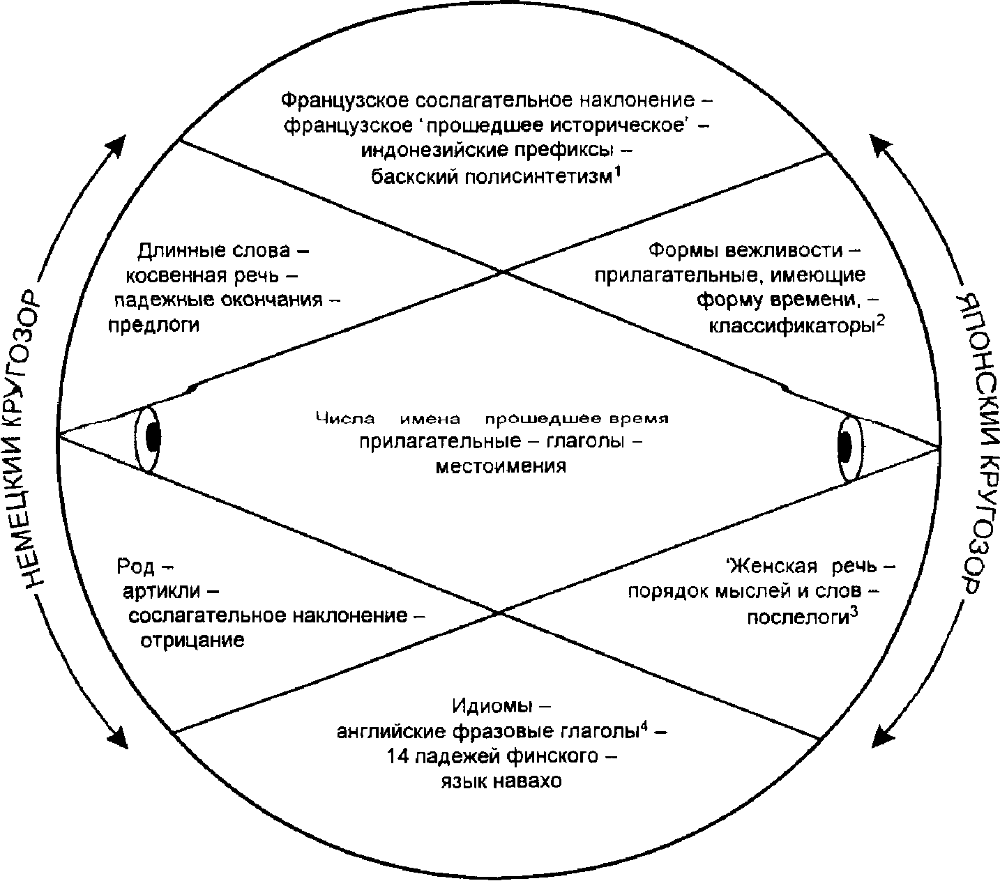 Французское сослагательное наклонение –
французское ‘прошедшее историческое’ –
индонезийские префиксы –
баскский полисинтетизм¹
Длинные слова –
косвенная речь –
падежные окончания –
предлоги
Формы вежливости –
прилагательные, имеющие
форму времени, –
классификаторы²
НЕМЕЦКИЙ КРУГОЗОР
ЯПОНСКИЙ КРУГОЗОР
Числа имена прошедшее время
прилагательные – глаголы –
местоимения
Род –
артикли –
сослагательное наклонение –
отрицание
‘Женская речь –
порядок мыслей и слов –
послелоги³
Идиомы –
английские фразовые глаголы⁴ –
14 падежей финского –
язык навахо